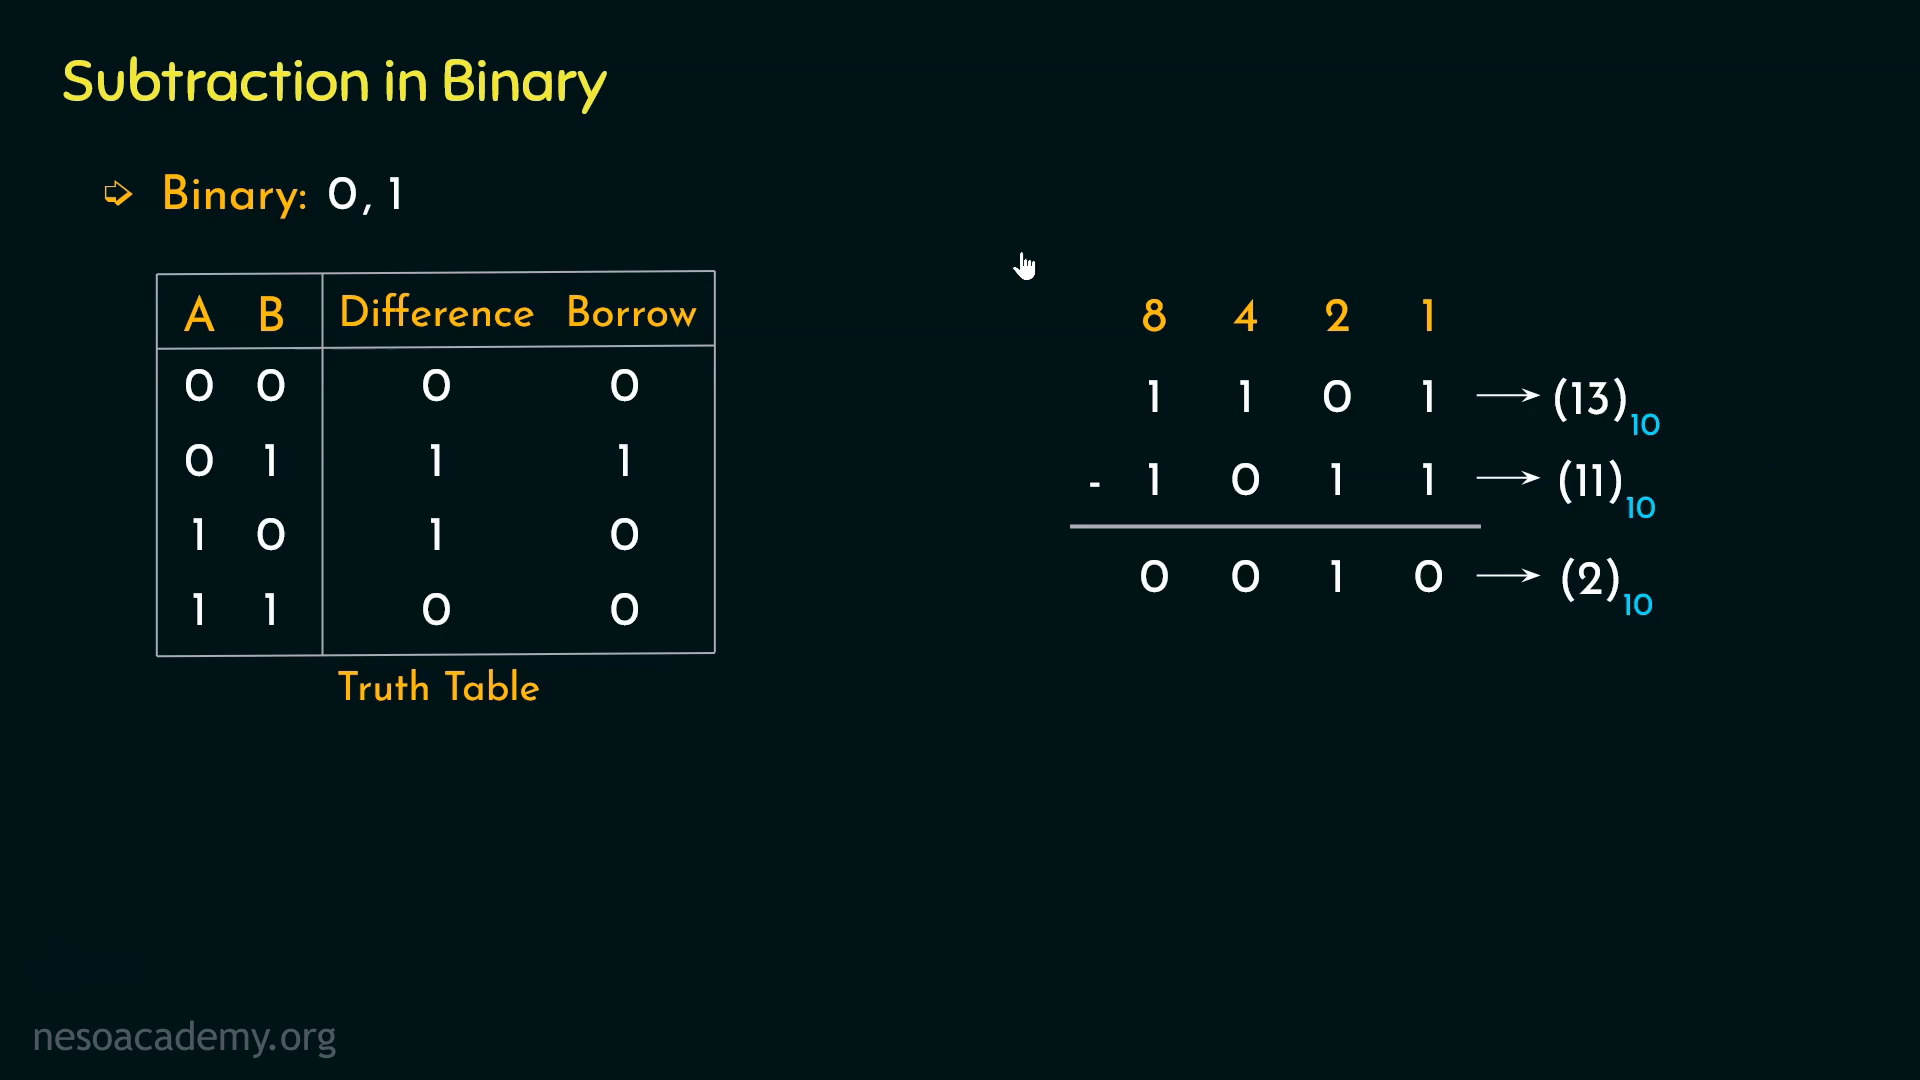 Subtraction in Binary
➩ Binary: 0, 1
A B Difference Borrow
0 0 0 0
0 1 1 1
1 0 1 0
1 1 0 0
Truth Table
8 4 2 1
1 1 0 1 → (13)10
- 1 0 1 1 → (11)10
0 0 1 0 → (2)10
nesoacademy.org